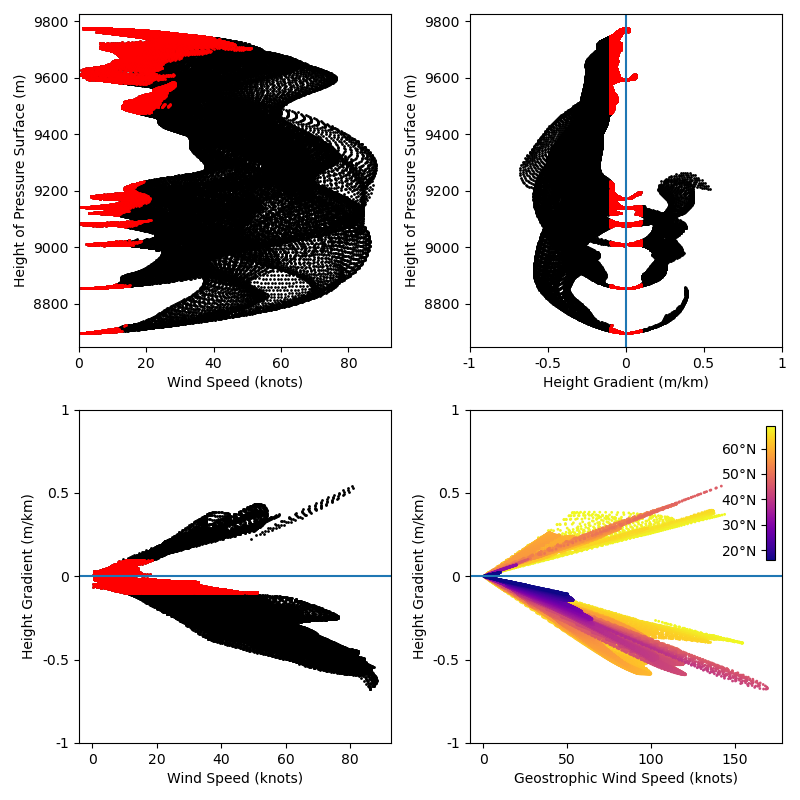 9800
9600
9400
9200
9000
8800
Height of Pressure Surface (m)
0 20 40 60 80
Wind Speed (knots)
9800
9600
9400
9200
9000
8800
Height of Pressure Surface (m)
-1 -0.5 0 0.5 1
Height Gradient (m/km)
1
0.5
0
-0.5
-1
Height Gradient (m/km)
0 20 40 60 80
Wind Speed (knots)
1
0.5
0
-0.5
-1
Height Gradient (m/km)
60°N
50°N
40°N
30°N
20°N
0 50 100 150
Geostrophic Wind Speed (knots)